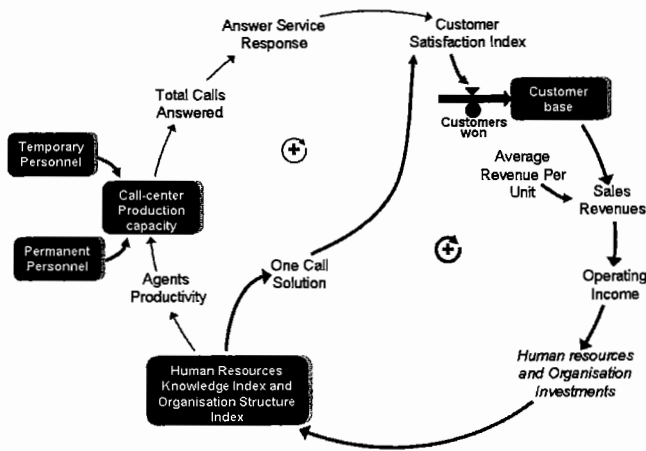 Answer Service
Response
Customer
Satisfaction Index
Total Calls
Answered
Customer
base
Customers
won
Temporary
Personnel
Average
Revenue Per
Unit
Call-center
Production
capacity
Sales
Revenues
Permanent
Personnel
One Call
Solution
Agents
Productivity
Operating
Income
Human Resources
Knowledge Index and
Organisation Structure
Index
Human resources
and Organisation
Investments